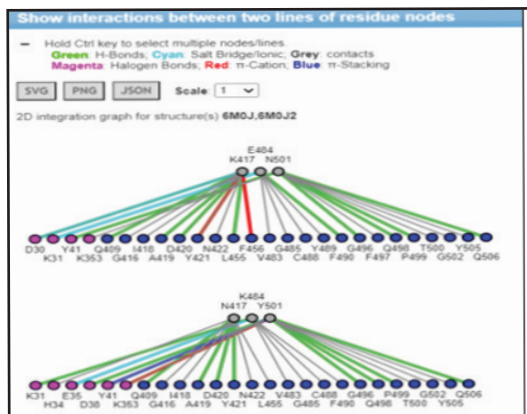 Show interactions between two lines of residue nodes
− Hold Ctrl key to select multiple nodes/lines
Green: H-Bonds; Cyan: Salt Bridge/Ionic; Grey: contacts
Magenta: Halogen Bonds; Red: π-Cation; Blue: π-Stacking
SVG PNG JSON Scale: 1
2D integration graph for structure(s) 6M0J,6M0J2
E484
K417 N501
D30 Y41 Q409 I418 D420 N422 F456 G485 Y489 G496 Q498 T500 Y505
K31 K353 G416 A419 Y421 L455 V483 C488 F490 F497 P499 G502 Q506
K484
N417 Y501
K31 E35 Y41 Q409 I418 D420 N422 V483 C488 G496 P499 G502 Q506
H34 D38 K353 G416 A419 Y421 L455 G485 F490 Q498 T500 Y505